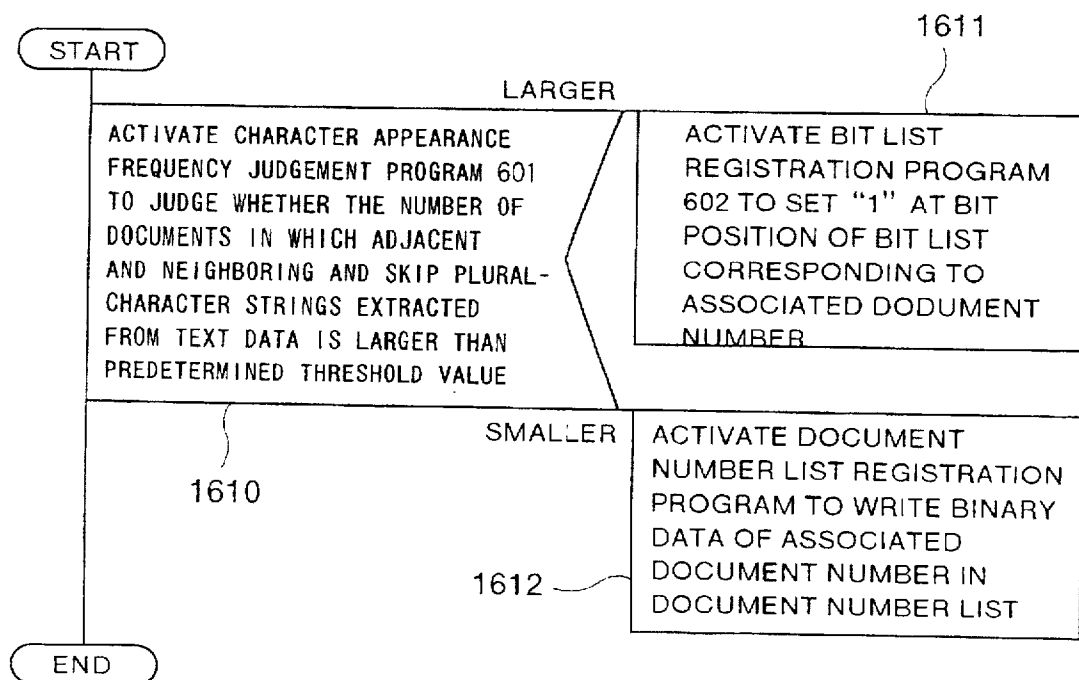 1611
START
LARGER
ACTIVATE CHARACTER APPEARANCE
FREQUENCY JUDGEMENT PROGRAM 601
TO JUDGE WHETHER THE NUMBER OF
DOCUMENTS IN WHICH ADJACENT
AND NEIGHBORING AND SKIP PLURAL-
CHARACTER STRINGS EXTRACTED
FROM TEXT DATA IS LARGER THAN
PREDETERMINED THRESHOLD VALUE
ACTIVATE BIT LIST
REGISTRATION PROGRAM
602 TO SET "1" AT BIT
POSITION OF BIT LIST
CORRESPONDING TO
ASSOCIATED DODUMENT
NUMBER
SMALLER
1610
ACTIVATE DOCUMENT
NUMBER LIST REGISTRATION
PROGRAM TO WRITE BINARY
DATA OF ASSOCIATED
DOCUMENT NUMBER IN
DOCUMENT NUMBER LIST
1612
END